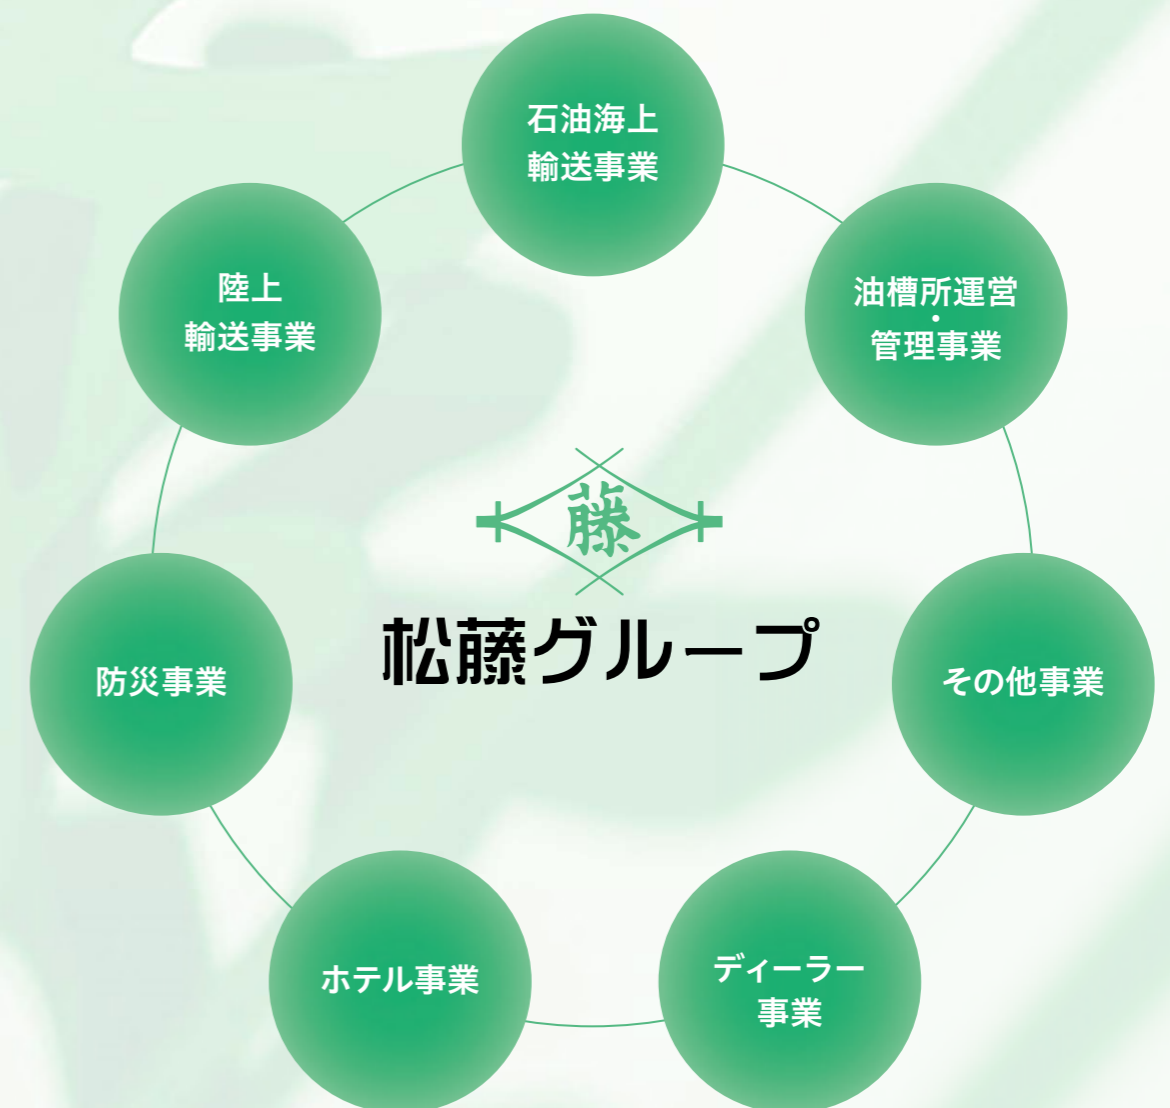 石油海上
輸送事業
油槽所運営
・
管理事業
陸上
輸送事業
藤
松藤グループ
防災事業
その他事業
ホテル事業
ディーラー
事業